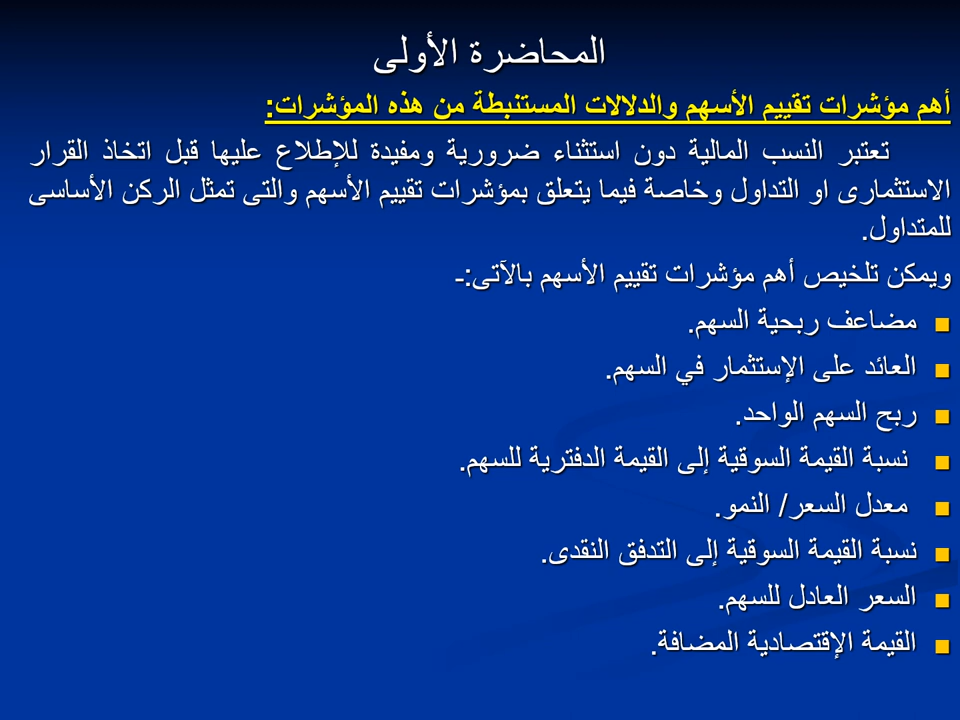 المحاضرة الأولى
أهم مؤشرات تقييم الأسهم والدلالات المستنبطة من هذه المؤشرات:
تعتبر النسب المالية دون استثناء ضرورية ومفيدة للإطلاع عليها قبل اتخاذ القرار
الاستثمارى او التداول وخاصة فيما يتعلق بمؤشرات تقييم الأسهم والتى تمثل الركن الأساسى
للمتداول.
ويمكن تلخيص أهم مؤشرات تقييم الأسهم بالآتى:-
■ مضاعف ربحية السهم.
■ العائد على الإستثمار في السهم.
■ ربح السهم الواحد.
■ نسبة القيمة السوقية إلى القيمة الدفترية للسهم.
■ معدل السعر/ النمو.
■ نسبة القيمة السوقية إلى التدفق النقدى.
■ السعر العادل للسهم.
■ القيمة الإقتصادية المضافة.